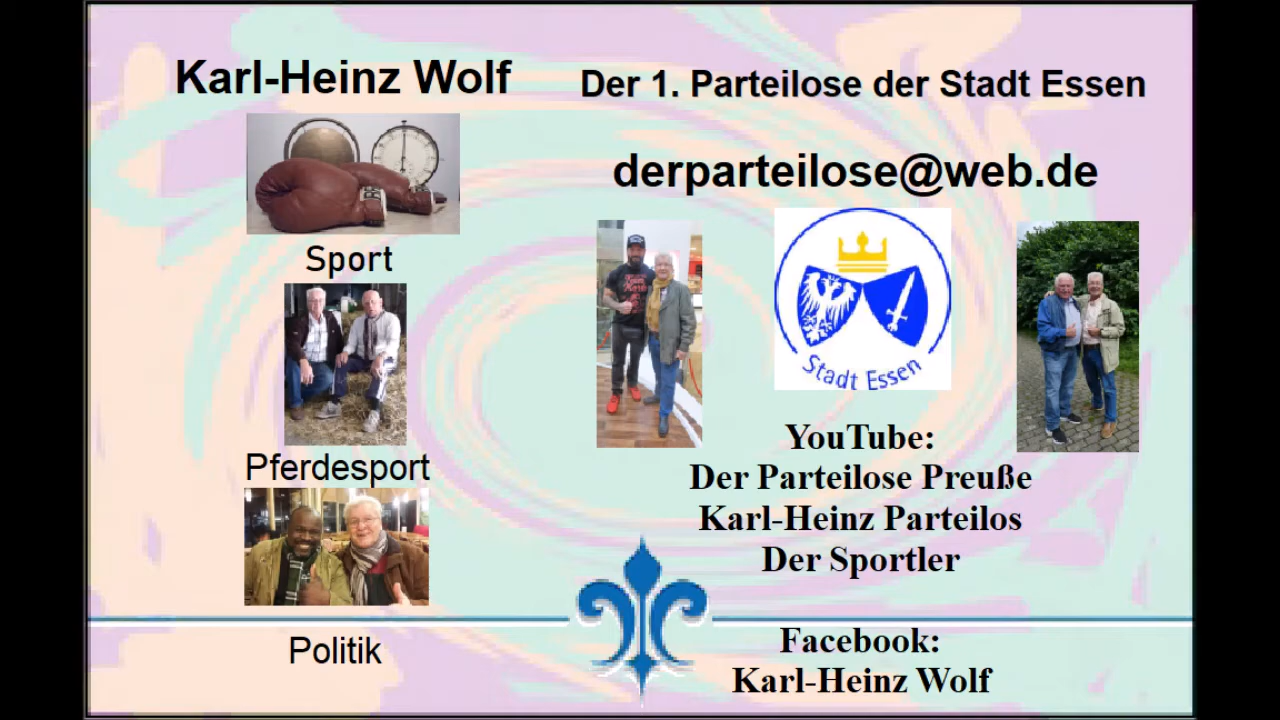 Karl-Heinz Wolf
Der 1. Parteilose der Stadt Essen
derparteilose@web.de
Sport
Pferdesport
Politik
Stadt Essen
YouTube:
Der Parteilose Preuße
Karl-Heinz Parteilos
Der Sportler
Facebook:
Karl-Heinz Wolf